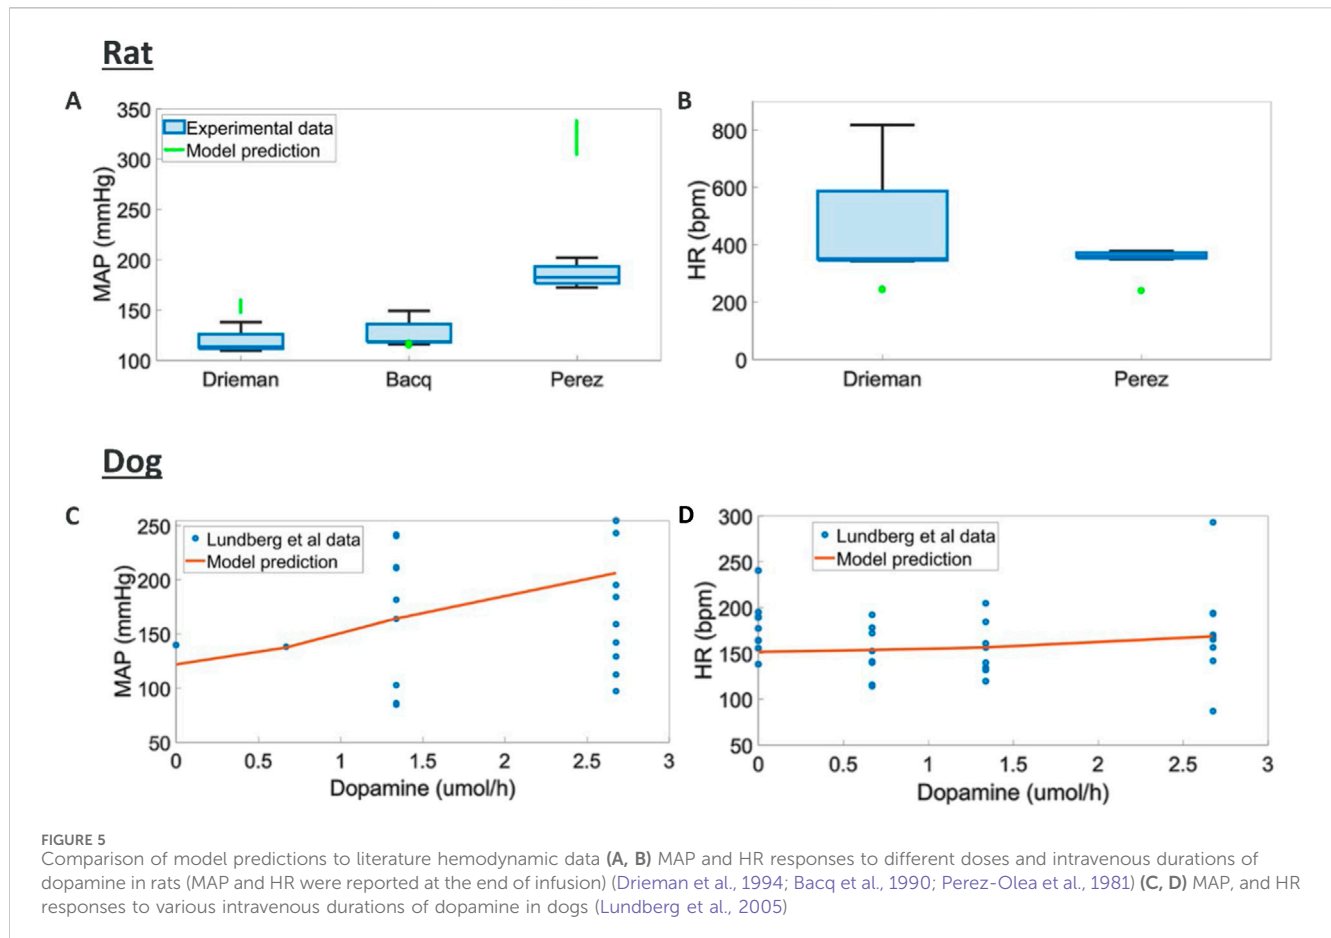 Rat
A
350
300
250
200
150
100
MAP (mmHg)
Experimental data
Model prediction
Drieman
Bacq
Perez
B
800
600
400
200
0
HR (bpm)
Drieman
Perez
Dog
C
250
200
150
100
50
MAP (mmHg)
Lundberg et al data
Model prediction
0
0.5
1
1.5
2
2.5
3
Dopamine (umol/h)
D
300
250
200
150
100
50
HR (bpm)
Lundberg et al data
Model prediction
0
0.5
1
1.5
2
2.5
3
Dopamine (umol/h)
FIGURE 5
Comparison of model predictions to literature hemodynamic data (A, B) MAP and HR responses to different doses and intravenous durations of
dopamine in rats (MAP and HR were reported at the end of infusion) (Drieman et al., 1994; Bacq et al., 1990; Perez-Olea et al., 1981) (C, D) MAP, and HR
responses to various intravenous durations of dopamine in dogs (Lundberg et al., 2005)